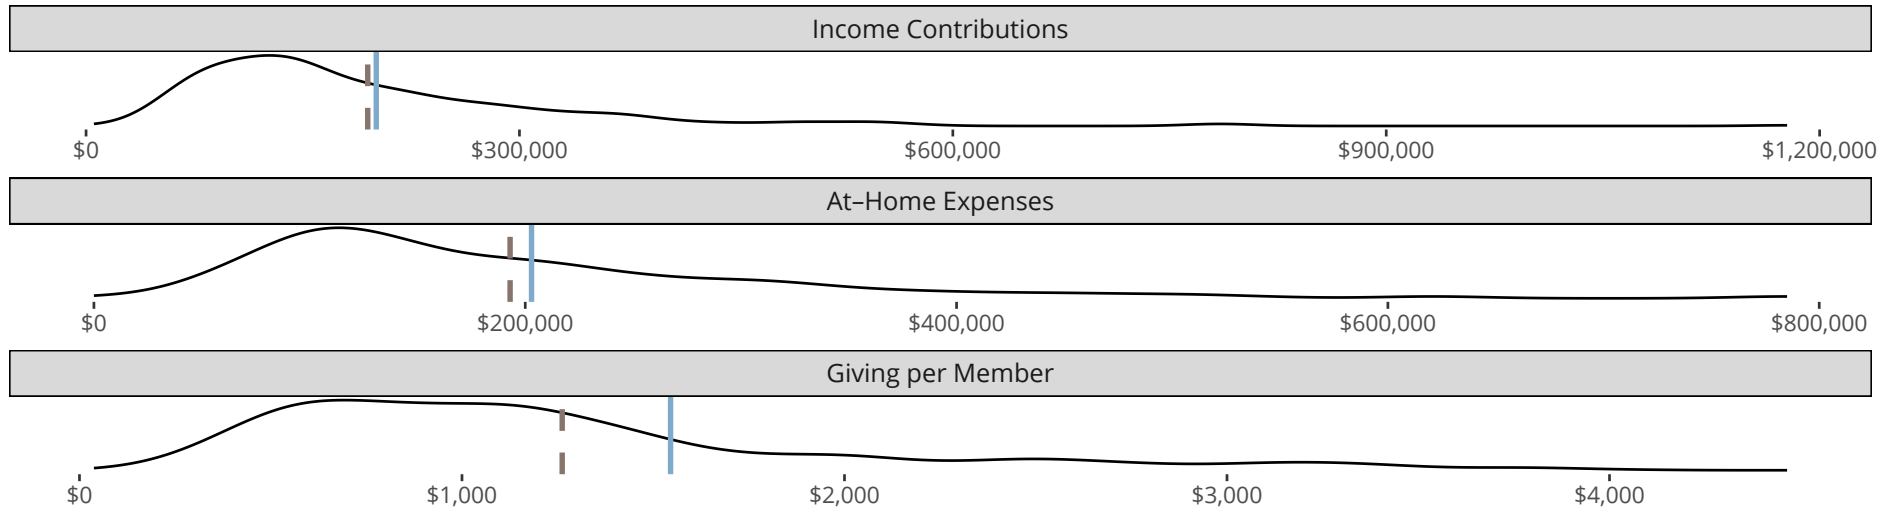 Income Contributions
$0 $300,000 $600,000 $900,000 $1,200,000
At–Home Expenses
$0 $200,000 $400,000 $600,000 $800,000
Giving per Member
$0 $1,000 $2,000 $3,000 $4,000